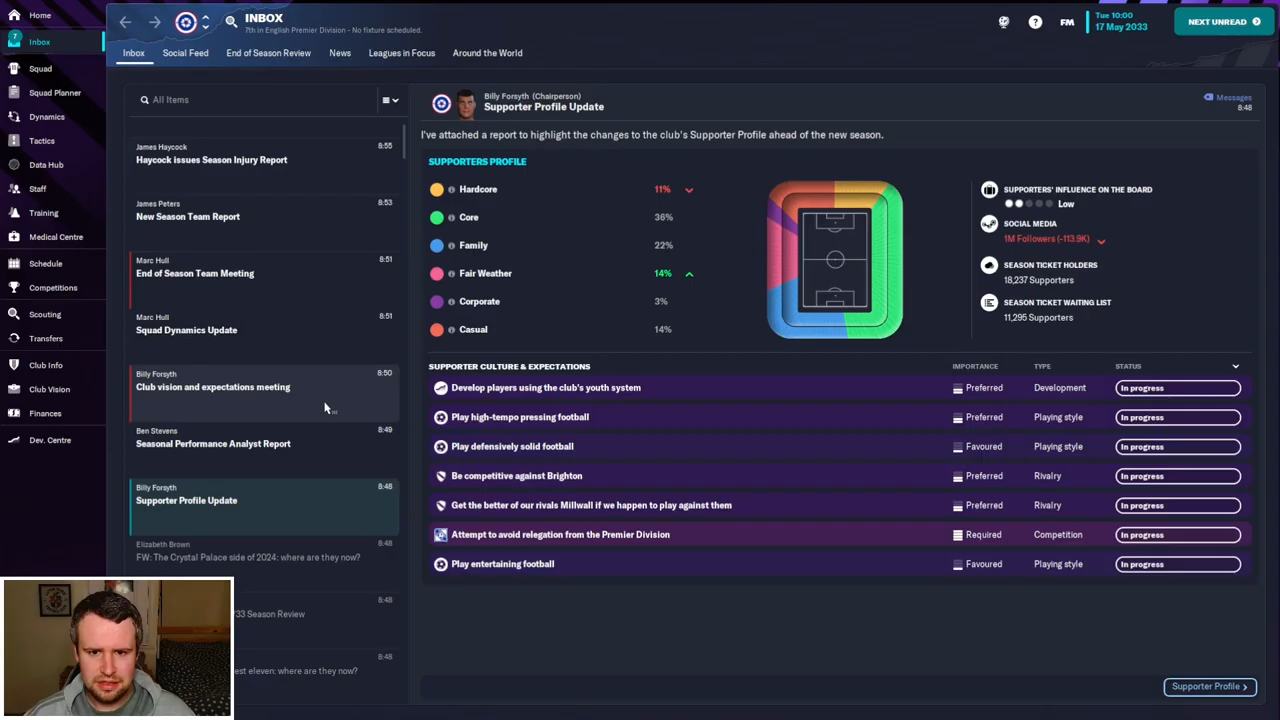 Home
Inbox
7
Squad
Squad Planner
Dynamics
Tactics
Data Hub
Staff
Training
Medical Centre
Schedule
Competitions
Scouting
Transfers
Club Info
Club Vision
Finances
Dev. Centre
INBOX
7th in English Premier Division - No fixture scheduled.
FM
Tue 10:00
17 May 2033
NEXT UNREAD
Inbox
Social Feed
End of Season Review
News
Leagues in Focus
Around the World
All Items
James Haycock 8:55
Haycock issues Season Injury Report
James Peters 8:53
New Season Team Report
Marc Hull 8:51
End of Season Team Meeting
Marc Hull 8:51
Squad Dynamics Update
Billy Forsyth 8:50
Club vision and expectations meeting
Ben Stevens 8:49
Seasonal Performance Analyst Report
Billy Forsyth 8:48
Supporter Profile Update
Elizabeth Brown 8:48
FW: The Crystal Palace side of 2024: where are they now?
8:48
33 Season Review
8:48
eleven: where are they now?
Billy Forsyth (Chairperson)
Supporter Profile Update
Messages
8:48
I've attached a report to highlight the changes to the club's Supporter Profile ahead of the new season.
SUPPORTERS PROFILE
Hardcore 11%
Core 36%
Family 22%
Fair Weather 14%
Corporate 3%
Casual 14%
SUPPORTERS' INFLUENCE ON THE BOARD
Low
SOCIAL MEDIA
1M Followers (-113.9K)
SEASON TICKET HOLDERS
18,237 Supporters
SEASON TICKET WAITING LIST
11,295 Supporters
SUPPORTER CULTURE & EXPECTATIONS IMPORTANCE TYPE STATUS
Develop players using the club's youth system Preferred Development In progress
Play high-tempo pressing football Preferred Playing style In progress
Play defensively solid football Favoured Playing style In progress
Be competitive against Brighton Preferred Rivalry In progress
Get the better of our rivals Millwall if we happen to play against them Preferred Rivalry In progress
Attempt to avoid relegation from the Premier Division Required Competition In progress
Play entertaining football Favoured Playing style In progress
Supporter Profile